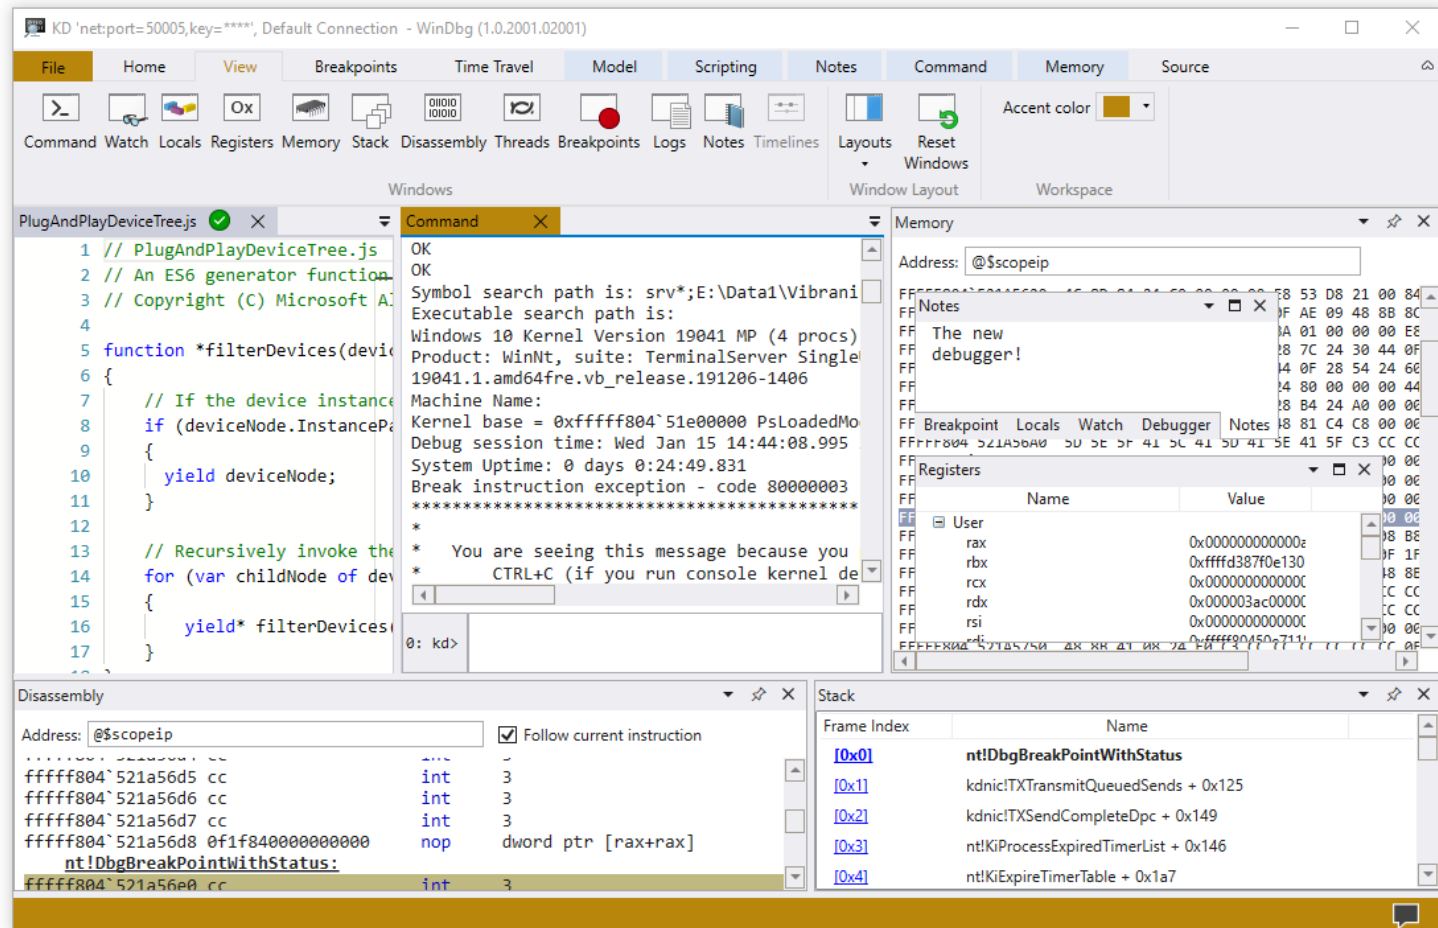 KD 'net:port=50005,key=****', Default Connection - WinDbg (1.0.2001.02001)
File Home View Breakpoints Time Travel Model Scripting Notes Command Memory Source
Command Watch Locals Registers Memory Stack Disassembly Threads Breakpoints Logs Notes Timelines Layouts Reset Windows Accent color
Windows Window Layout Workspace
PlugAndPlayDeviceTree.js
1 // PlugAndPlayDeviceTree.js
2 // An ES6 generator function
3 // Copyright (C) Microsoft
4
5 function *filterDevices(
6 {
7 // If the device instance
8 if (deviceNode.
9 {
10 yield deviceNode;
11 }
12
13 // Recursively invoke the
14 for (var childNode of
15 {
16 yield* filterDevices(
17 }
Command
OK
OK
Symbol search path is: srv*;E:\Data1\Vibrani
Executable search path is:
Windows 10 Kernel Version 19041 MP (4 procs)
Product: WinNt, suite: TerminalServer
19041.1.amd64fre.vb_release.191206-1406
Machine Name:
Kernel base = 0xfffff804`51e00000 PsLoadedMo
Debug session time: Wed Jan 15 14:44:08.995
System Uptime: 0 days 0:24:49.831
Break instruction exception - code 80000003
********************************************
*
* You are seeing this message because you
* CTRL+C (if you run console kernel de
0: kd>
Memory
Address: @$scopeip
Notes
The new
debugger!
Breakpoint Locals Watch Debugger Notes
Registers
Name Value
User
rax 0x000000000000a
rbx 0xffffd387f0e130
rcx 0x0000000000000
rdx 0x000003ac0000
rsi 0x0000000000000
Disassembly
Address: @$scopeip Follow current instruction
fffff804`521a56d5 cc int 3
fffff804`521a56d6 cc int 3
fffff804`521a56d7 cc int 3
fffff804`521a56d8 0f1f840000000000 nop dword ptr [rax+rax]
nt!DbgBreakPointWithStatus:
fffff804`521a56e0 cc int 3
Stack
Frame Index Name
[0x0] nt!DbgBreakPointWithStatus
[0x1] kdnic!TXTransmitQueuedSends + 0x125
[0x2] kdnic!TXSendCompleteDpc + 0x149
[0x3] nt!KiProcessExpiredTimerList + 0x146
[0x4] nt!KiExpireTimerTable + 0x1a7